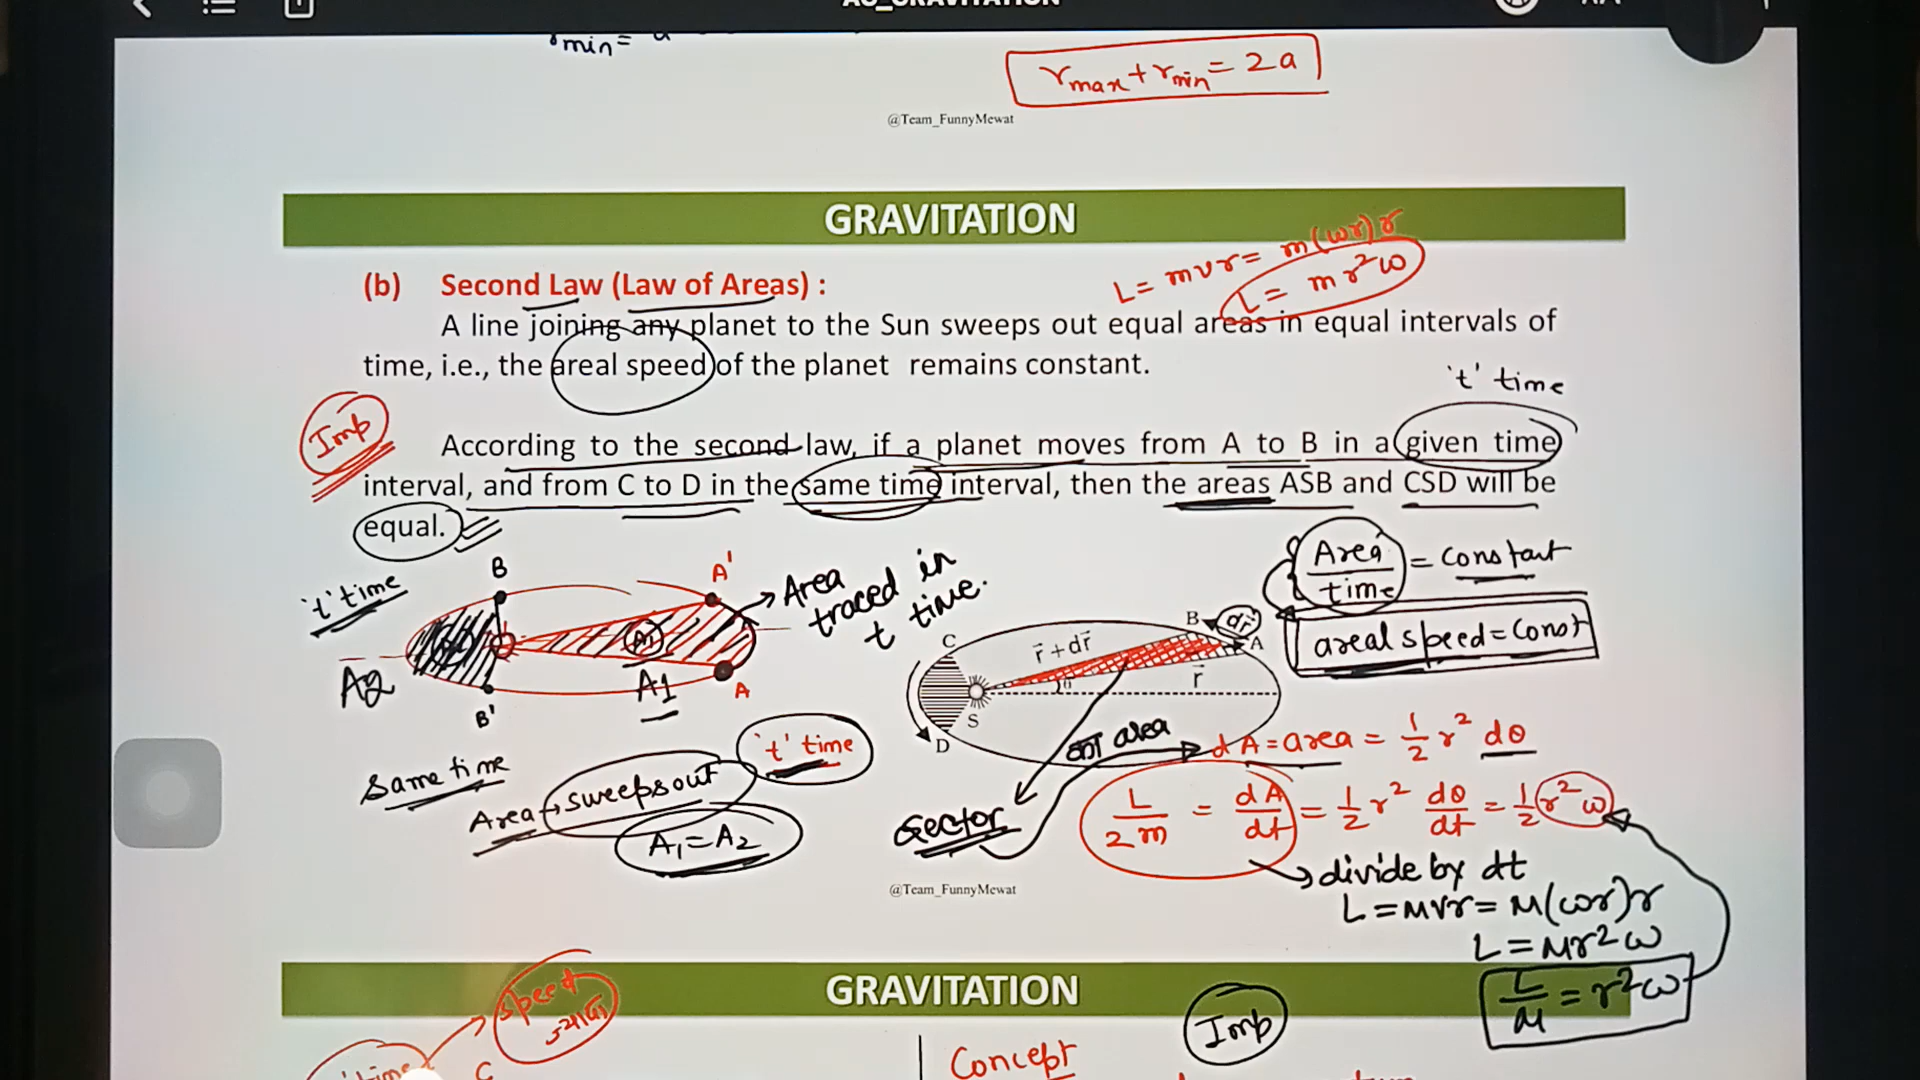 AC_GRAVITATION
rmin = a
rmax + rmin = 2a
@Team_FunnyMewat
GRAVITATION
L = mvr = m(ωr)r
L = mr²ω
(b) Second Law (Law of Areas) :
A line joining any planet to the Sun sweeps out equal areas in equal intervals of
time, i.e., the areal speed of the planet remains constant.
't' time
Imp
According to the second law, if a planet moves from A to B in a given time
interval, and from C to D in the same time interval, then the areas ASB and CSD will be
equal.
't' time
B
A'
Area
traced in
t time.
A1
A2
A1
A
B'
Area/time = constant
areal speed = const
B
dr⃗
A
C
r⃗ + dr⃗
r⃗
θ
S
D
area
dA = area = 1/2 r² dθ
Same time
Area → sweeps out
't' time
A₁ = A₂
Sector
L/2m = dA/dt = 1/2 r² dθ/dt = 1/2 r²ω
→ divide by dt
L = MVr = M(ωr)r
L = Mr²ω
L/M = r²ω
@Team_FunnyMewat
GRAVITATION
speed
Imp
time
C
Concept